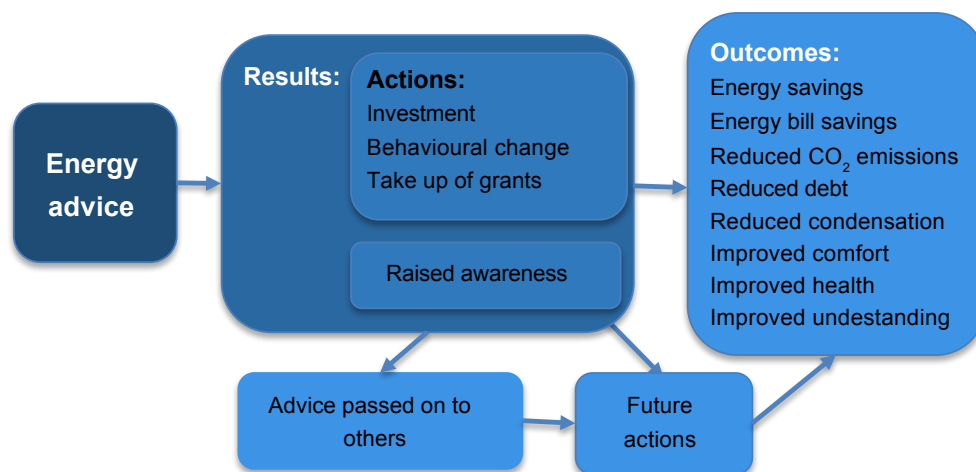 Energy
advice
Results:
Actions:
Investment
Behavioural change
Take up of grants
Raised awareness
Outcomes:
Energy savings
Energy bill savings
Reduced CO₂ emissions
Reduced debt
Reduced condensation
Improved comfort
Improved health
Improved undestanding
Advice passed on to
others
Future
actions